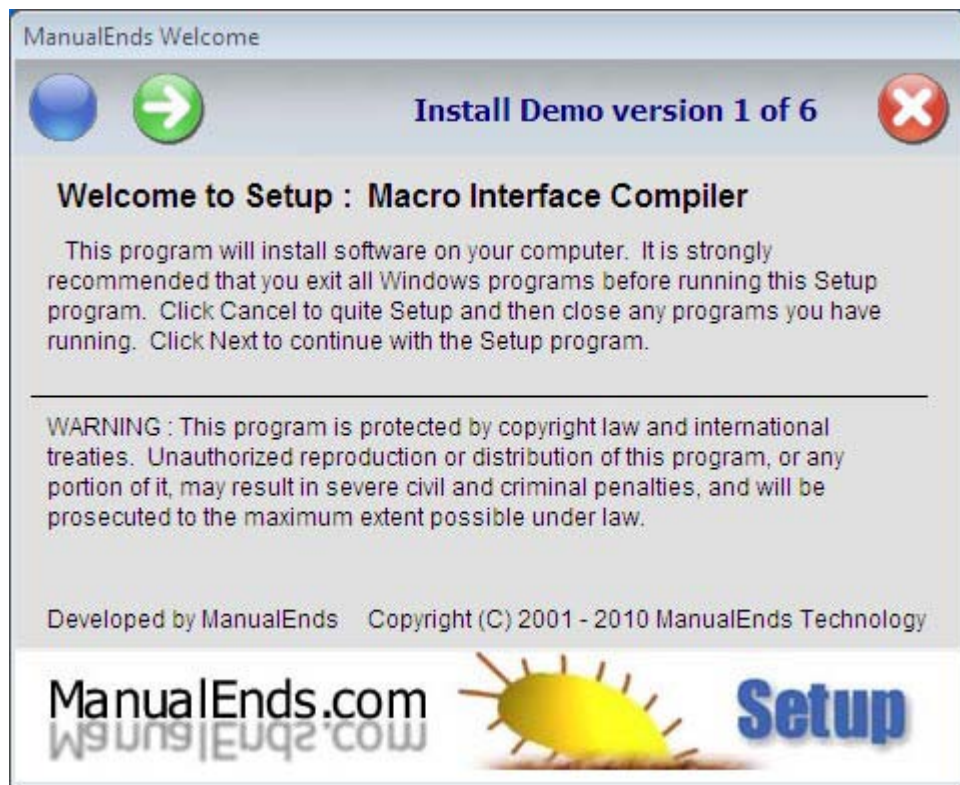 ManualEnds Welcome
Install Demo version 1 of 6
Welcome to Setup : Macro Interface Compiler
This program will install software on your computer. It is strongly
recommended that you exit all Windows programs before running this Setup
program. Click Cancel to quite Setup and then close any programs you have
running. Click Next to continue with the Setup program.
WARNING : This program is protected by copyright law and international
treaties. Unauthorized reproduction or distribution of this program, or any
portion of it, may result in severe civil and criminal penalties, and will be
prosecuted to the maximum extent possible under law.
Developed by ManualEnds Copyright (C) 2001 - 2010 ManualEnds Technology
ManualEnds.com
Setup